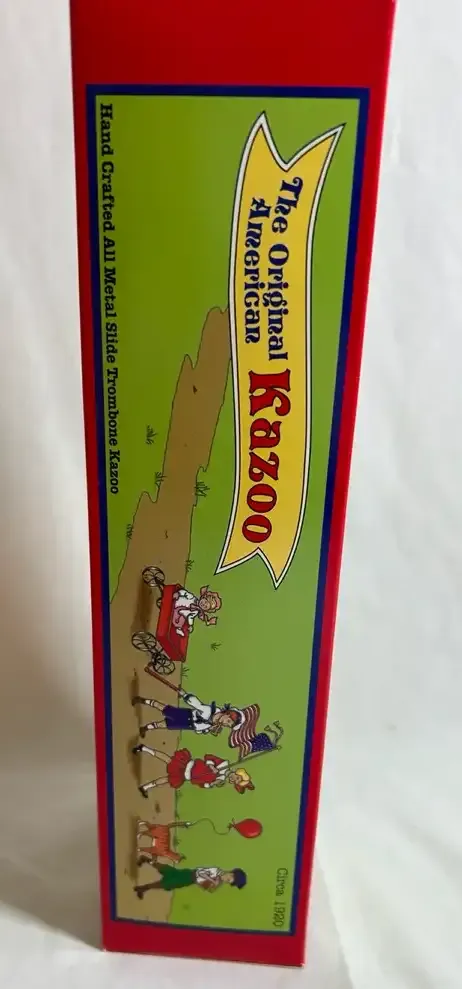 The Original
American
Kazoo
Hand Crafted All Metal Slide Trombone Kazoo
Circa 1920